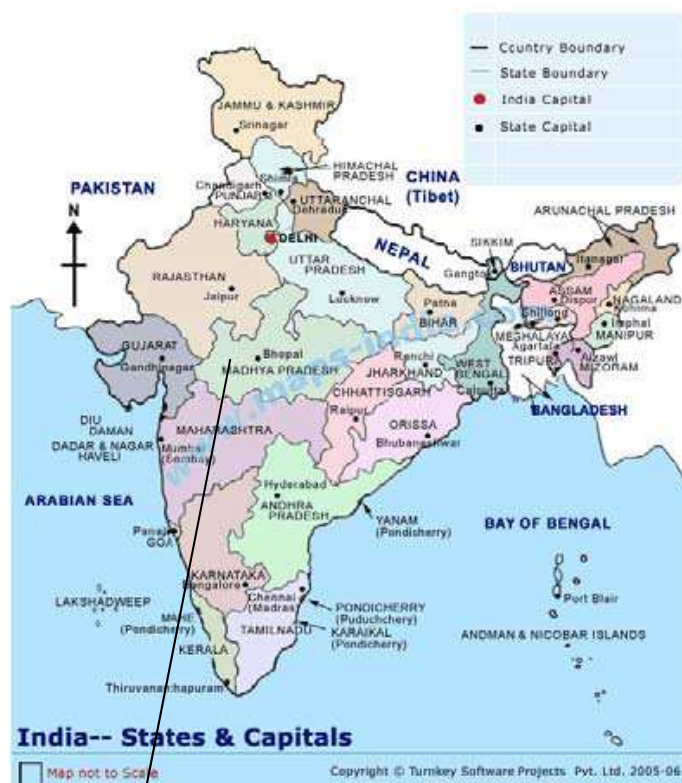 Country Boundary
State Boundary
India Capital
State Capital
JAMMU & KASHMIR
Srinagar
HIMACHAL
PRADESH
Shimla
CHINA
(Tibet)
PAKISTAN
Chandigarh
PUNJAB
UTTARANCHAL
Dehradun
ARUNACHAL PRADESH
N
HARYANA
DELHI
NEPAL
SIKKIM
Gangtok
BHUTAN
Itanagar
RAJASTHAN
Jaipur
UTTAR
PRADESH
Lucknow
ASSAM
Dispur
NAGALAND
Kohima
Patna
BIHAR
Shillong
MEGHALAYA
Imphal
MANIPUR
GUJARAT
Gandhinagar
Bhopal
MADHYA PRADESH
Ranchi
JHARKHAND
WEST
BENGAL
Calcutta
Agartala
TRIPURA
Aizawl
MIZORAM
BANGLADESH
CHHATTISGARH
Raipur
ORISSA
Bhubaneshwar
DIU
DAMAN
DADAR & NAGAR
HAVELI
MAHARASHTRA
Mumbai
(Bombay)
Hyderabad
ANDHRA
PRADESH
ARABIAN SEA
YANAM
(Pondicherry)
BAY OF BENGAL
Panaji
GOA
KARNATAKA
Bangalore
Chennai
(Madras)
LAKSHADWEEP
MAHE
(Pondicherry)
PONDICHERRY
(Puduchchery)
KARAIKAL
(Pondicherry)
TAMILNADU
KERALA
Thiruvananthapuram
Port Blair
ANDMAN & NICOBAR ISLANDS
India-- States & Capitals
Map not to Scale
Copyright © Turnkey Software Projects Pvt. Ltd. 2005-06